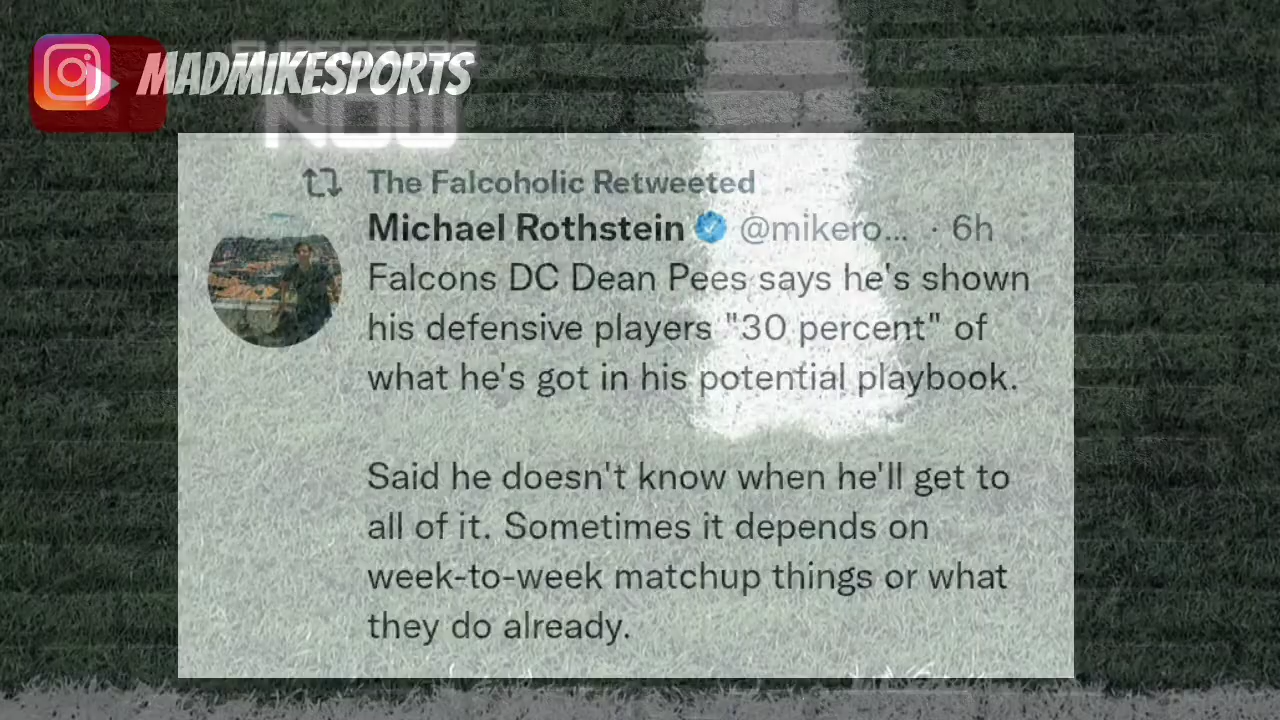 MADMIKESPORTS
NOW
The Falcoholic Retweeted
Michael Rothstein @mikero... · 6h
Falcons DC Dean Pees says he's shown
his defensive players "30 percent" of
what he's got in his potential playbook.
Said he doesn't know when he'll get to
all of it. Sometimes it depends on
week-to-week matchup things or what
they do already.